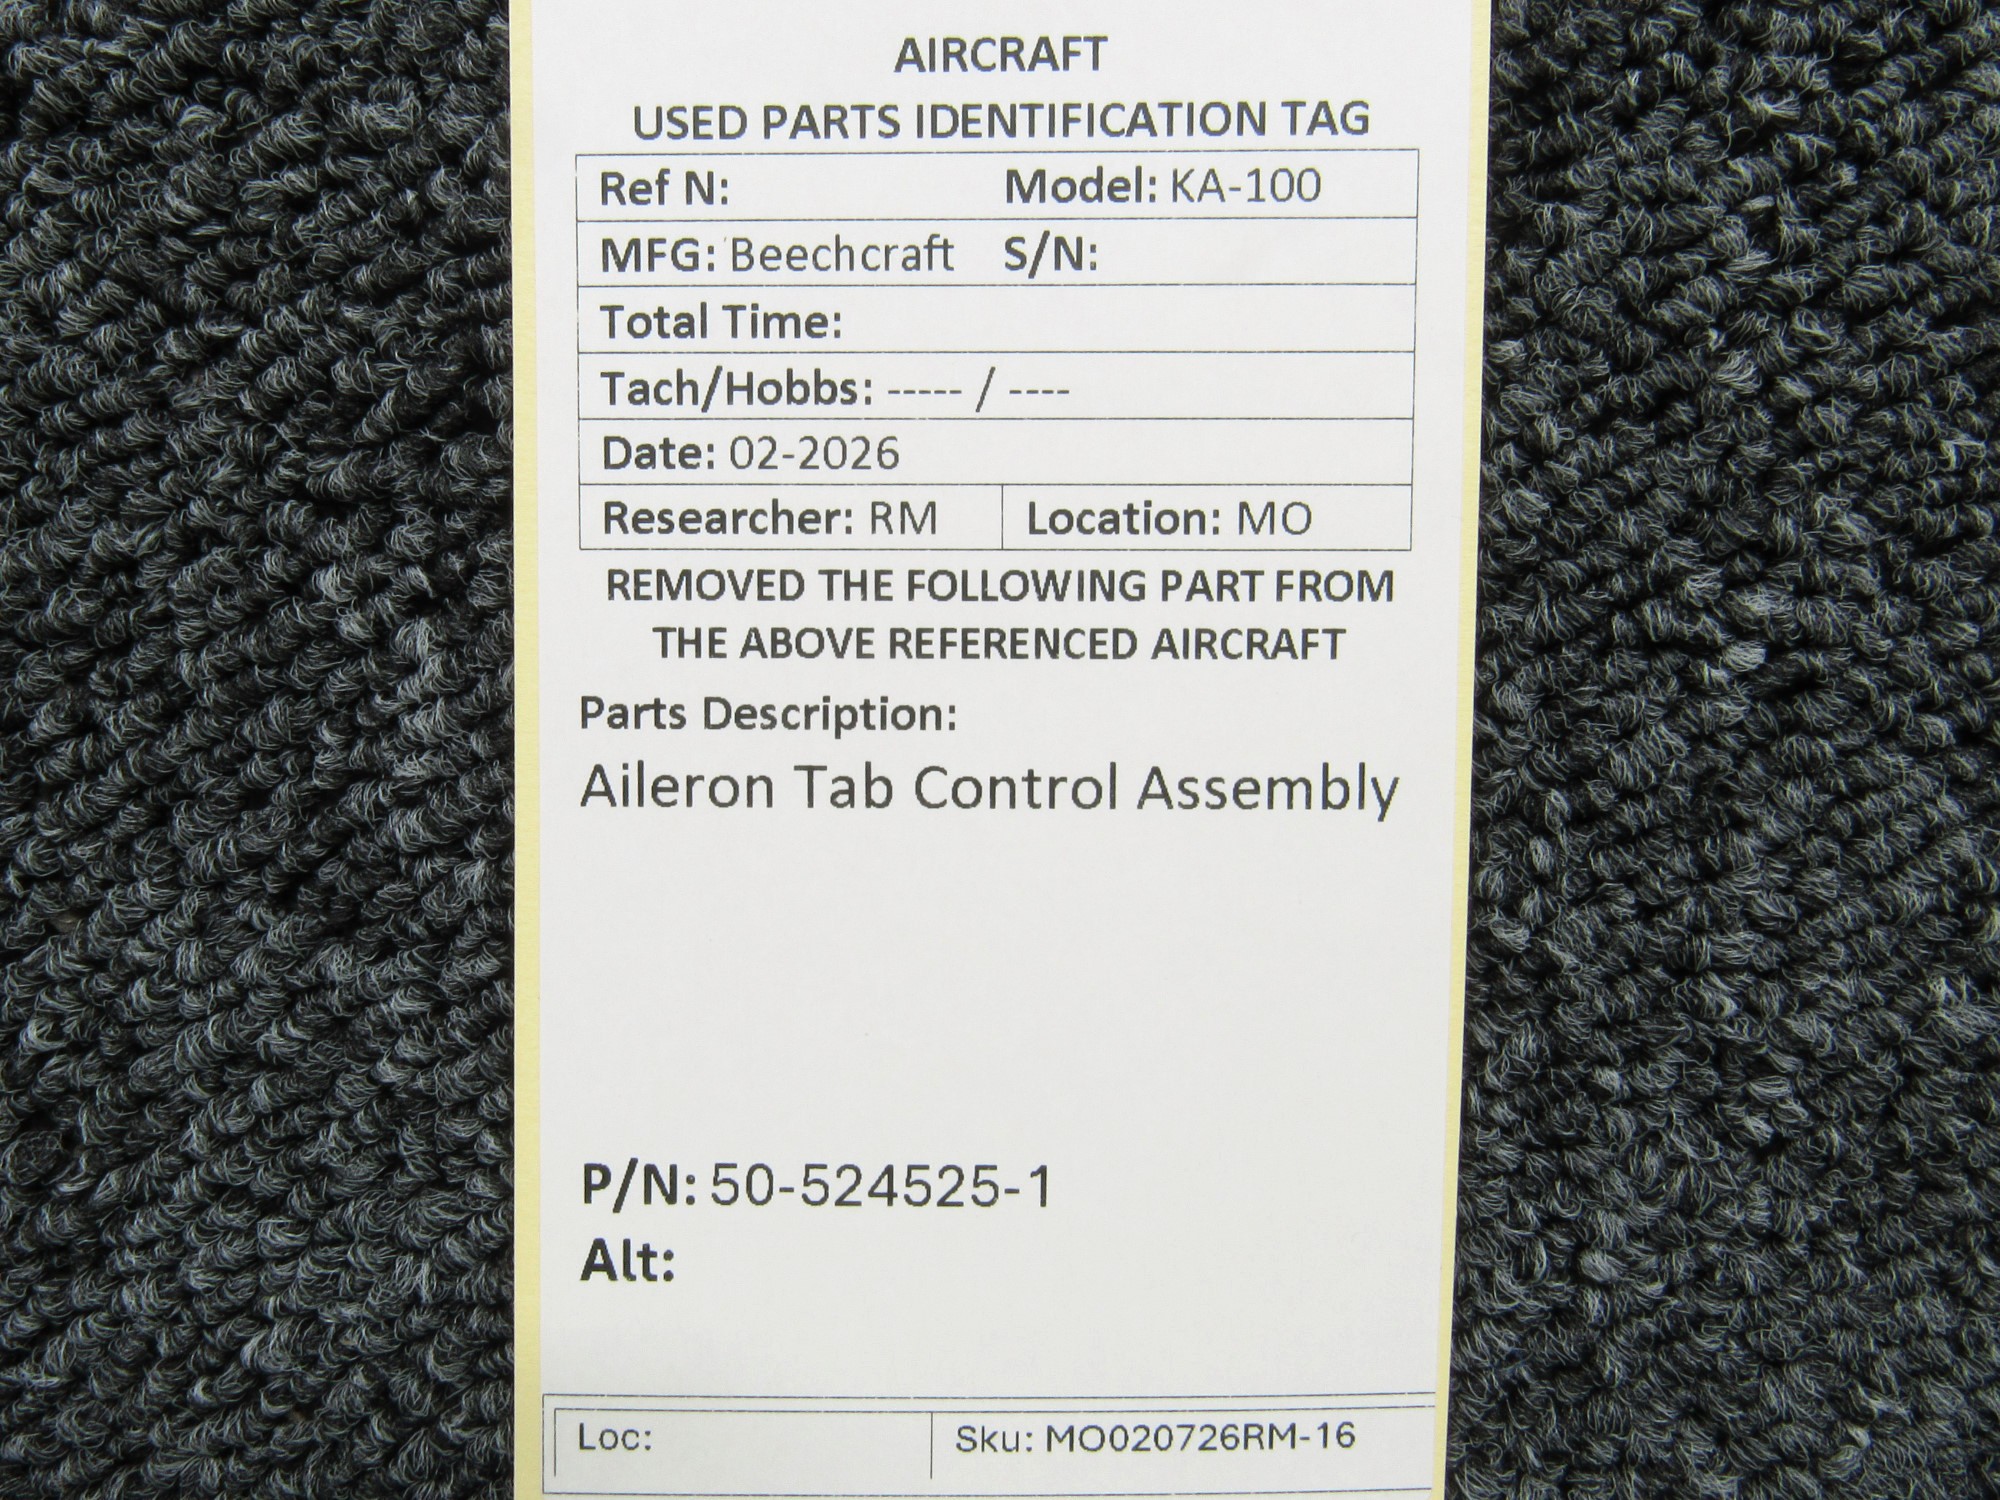 AIRCRAFT
USED PARTS IDENTIFICATION TAG
Ref N: Model: KA-100
MFG: Beechcraft S/N:
Total Time:
Tach/Hobbs: ----- / ----
Date: 02-2026
Researcher: RM Location: MO
REMOVED THE FOLLOWING PART FROM
THE ABOVE REFERENCED AIRCRAFT
Parts Description:
Aileron Tab Control Assembly
P/N: 50-524525-1
Alt:
Loc: Sku: MO020726RM-16